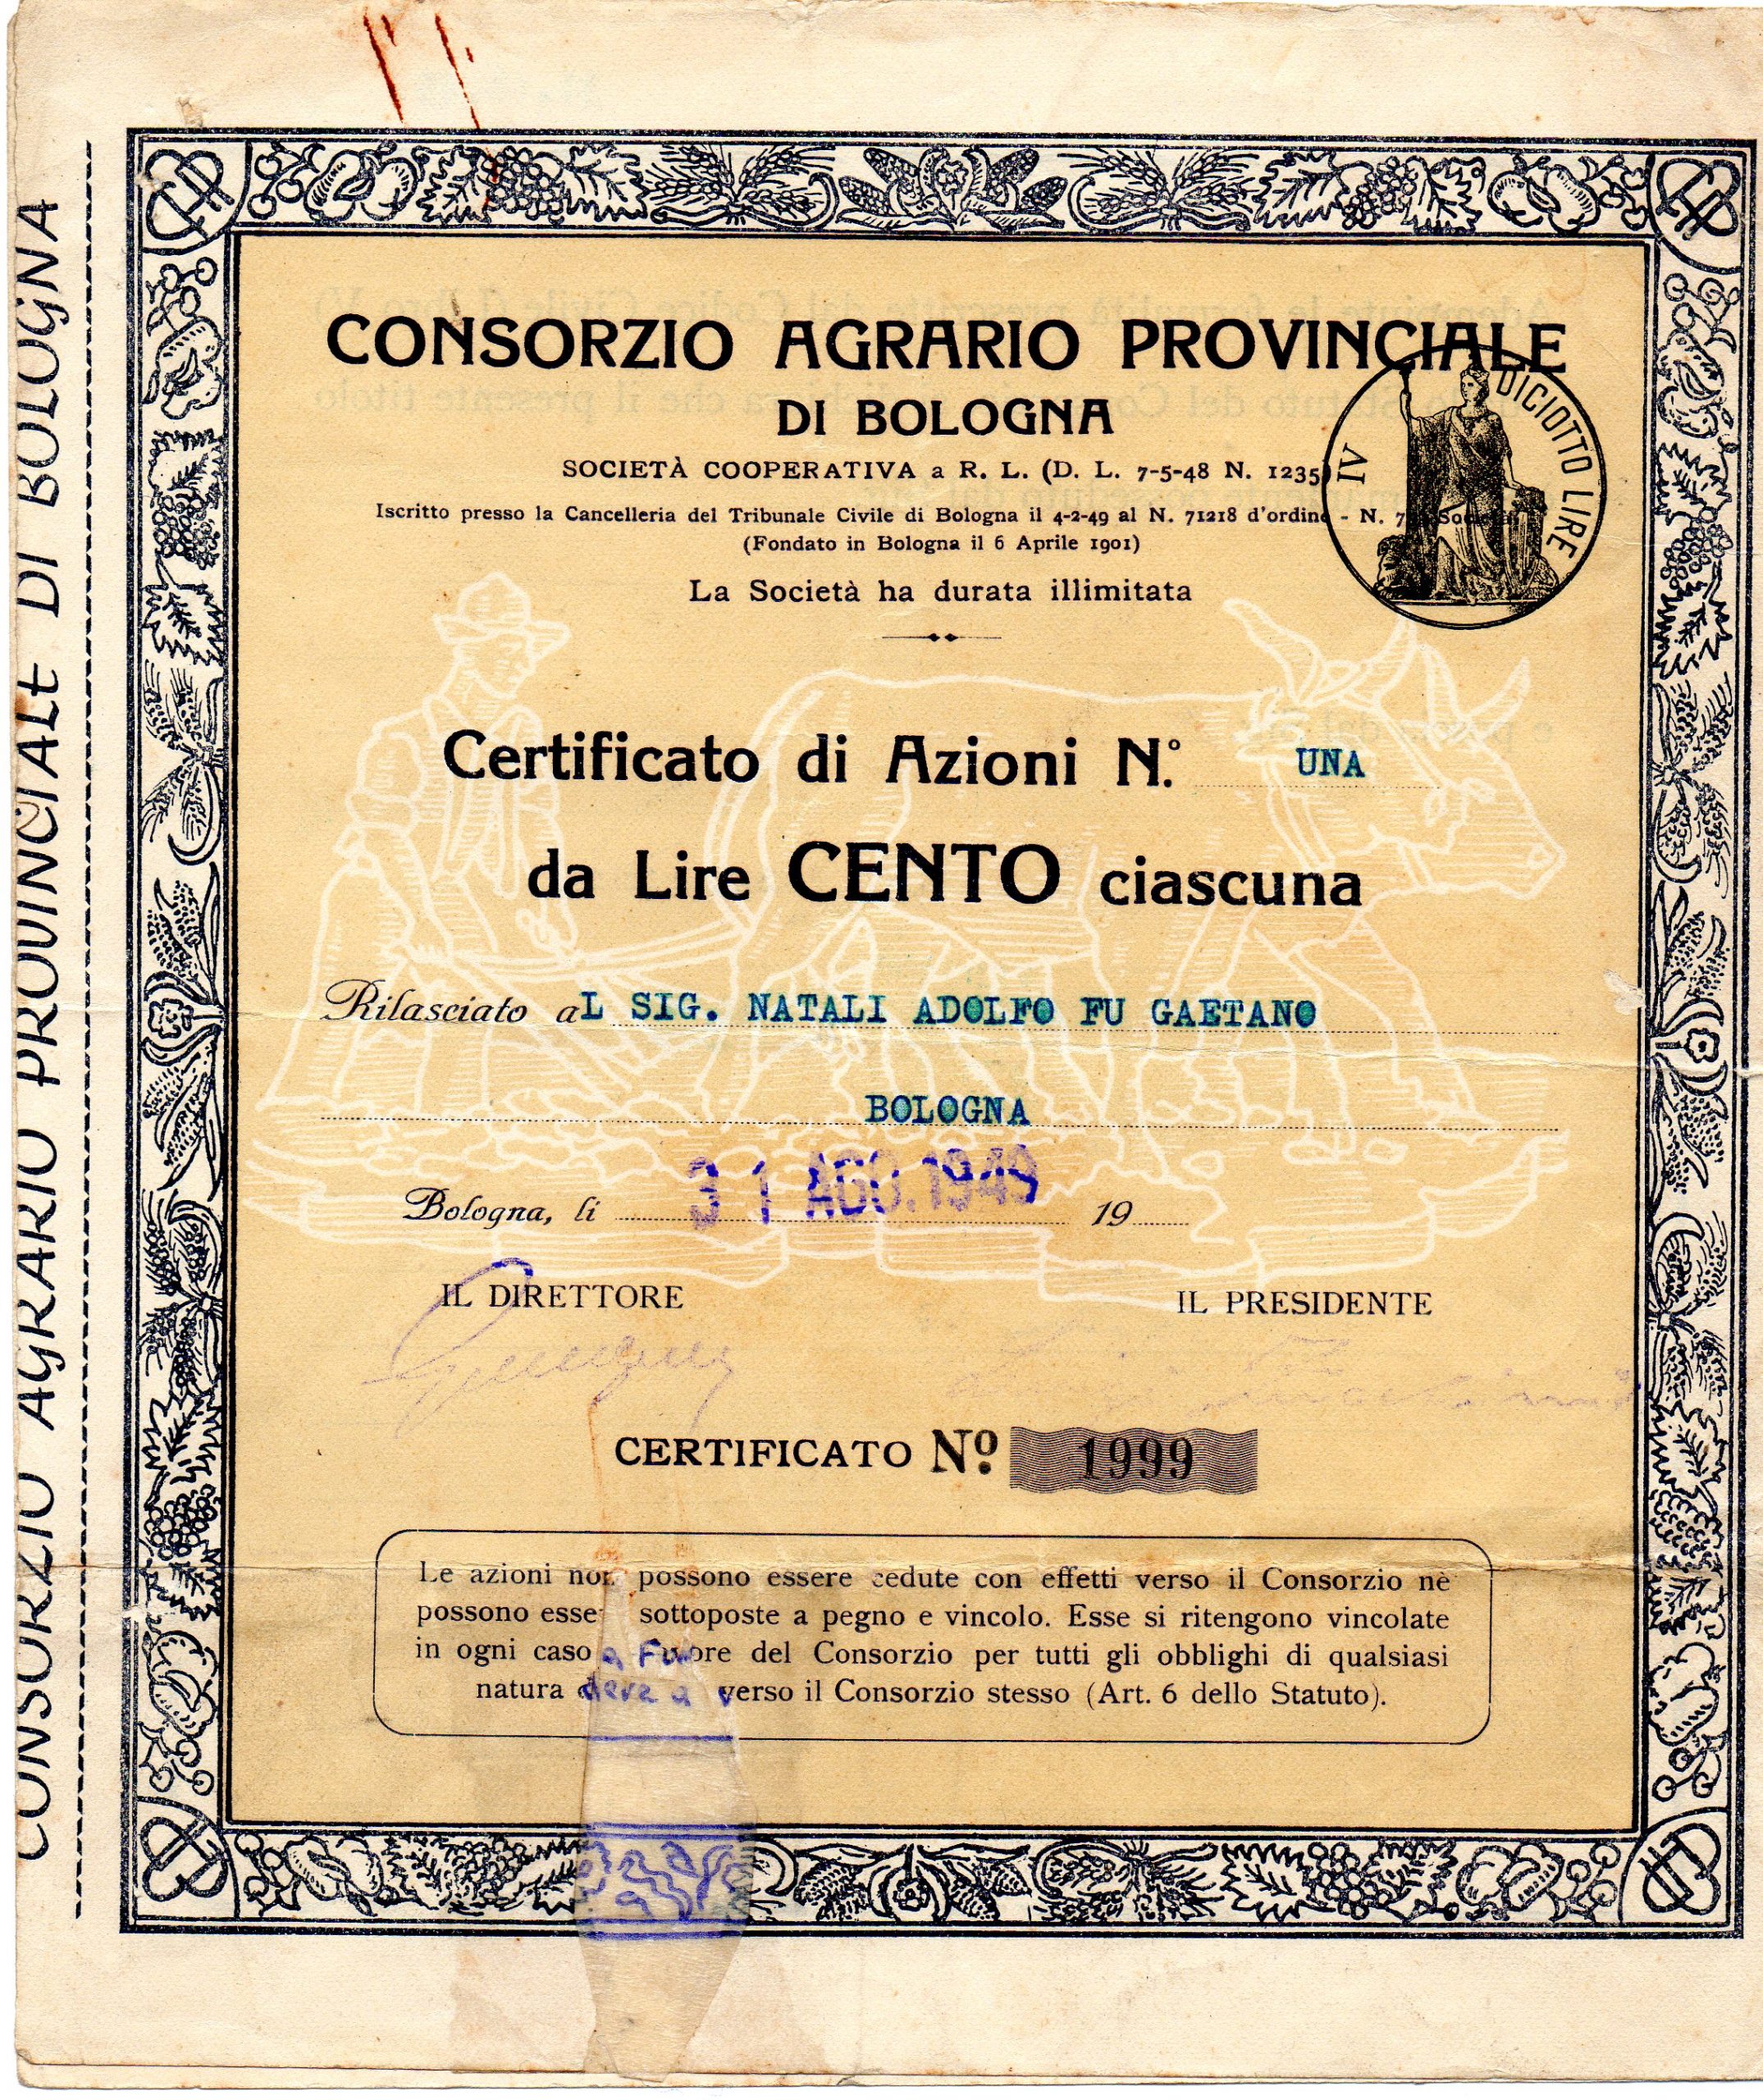 CONSORZIO AGRARIO PROVINCIALE DI BOLOGNA
CONSORZIO AGRARIO PROVINCIALE
DI BOLOGNA
SOCIETÀ COOPERATIVA a R. L. (D. L. 7-5-48 N. 1235)
Iscritto presso la Cancelleria del Tribunale Civile di Bologna il 4-2-49 al N. 71218 d'ordine - N.
(Fondato in Bologna il 6 Aprile 1901)
La Società ha durata illimitata
IV DICIOTTO LIRE
Certificato di Azioni N.° UNA
da Lire CENTO ciascuna
Rilasciato aL SIG. NATALI ADOLFO FU GAETANO
BOLOGNA
Bologna, li 31 AGO. 1949 19
IL DIRETTORE IL PRESIDENTE
CERTIFICATO Nº. 1999
Le azioni non possono essere cedute con effetti verso il Consorzio nè
possono esse sottoposte a pegno e vincolo. Esse si ritengono vincolate
in ogni caso a Fuvore del Consorzio per tutti gli obblighi di qualsiasi
natura verso il Consorzio stesso (Art. 6 dello Statuto).